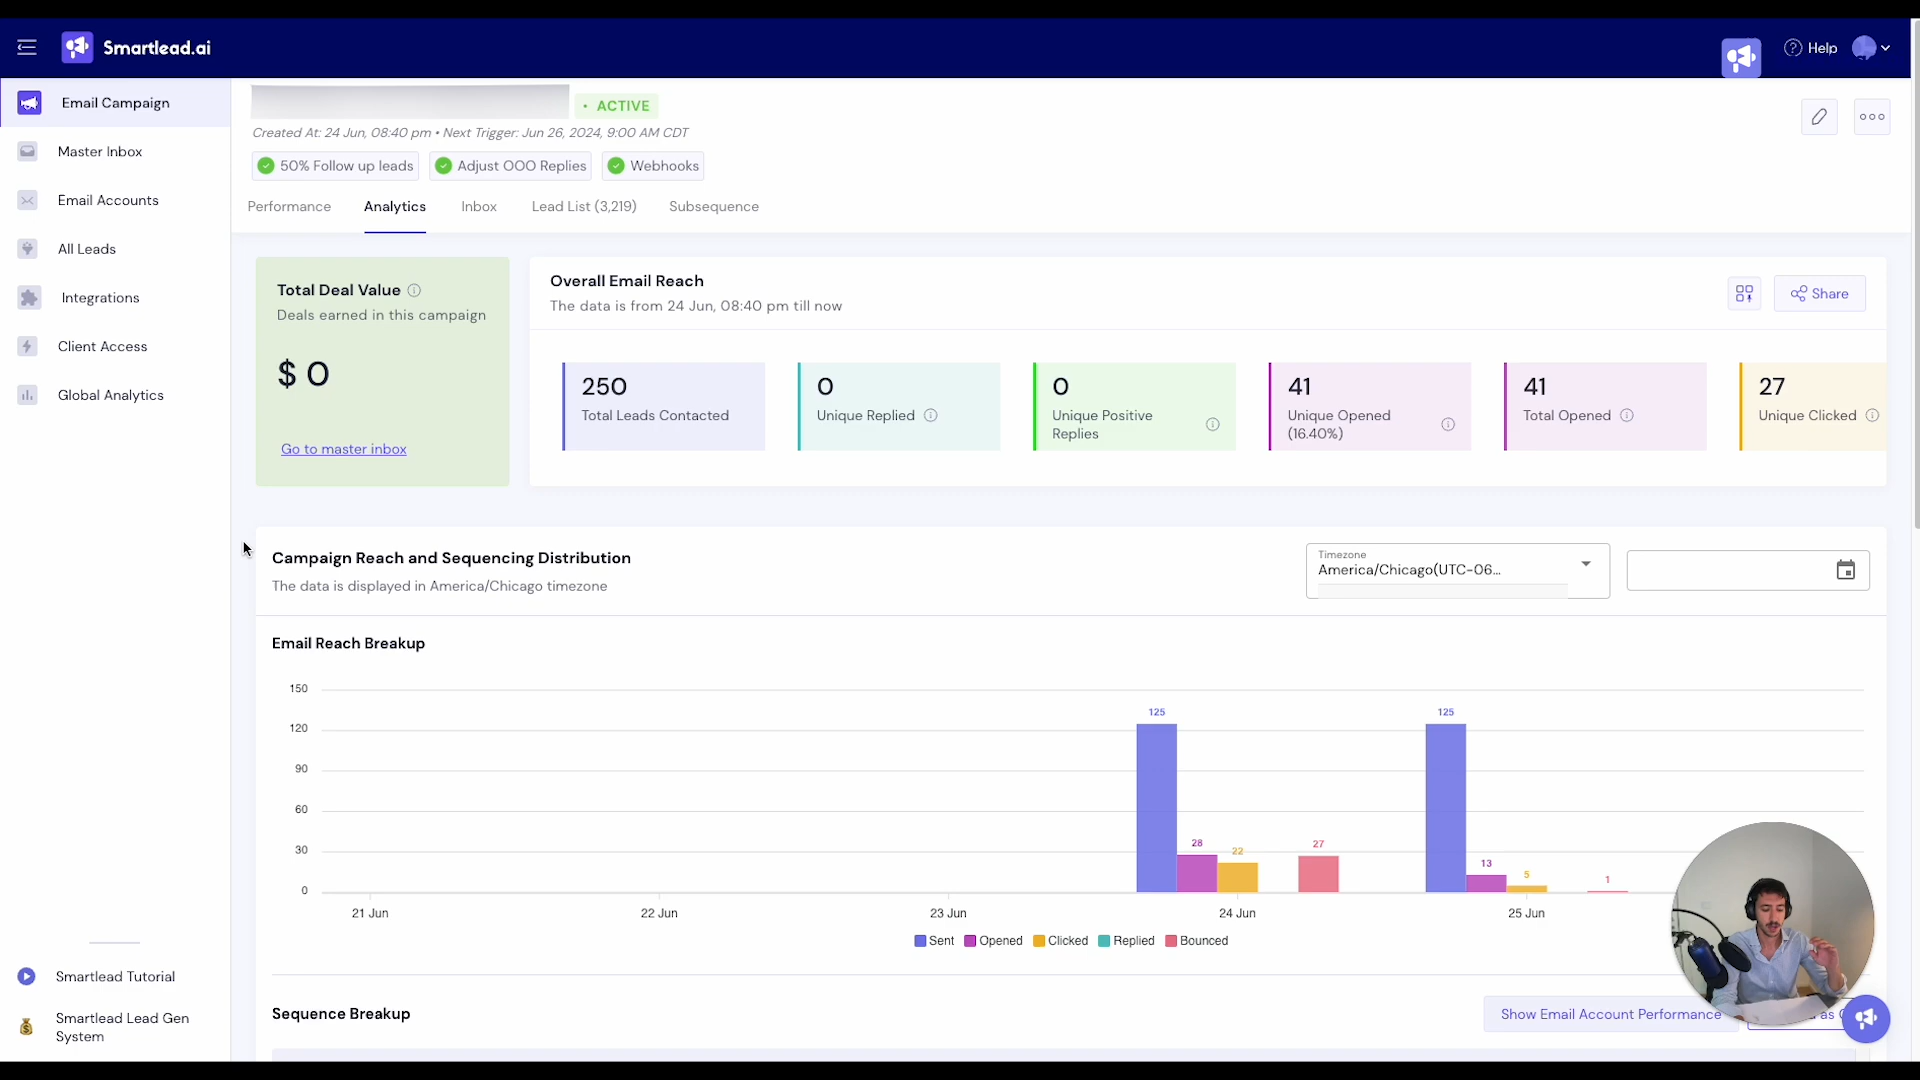 Smartlead.ai
Help
Email Campaign
Master Inbox
Email Accounts
All Leads
Integrations
Client Access
Global Analytics
Smartlead Tutorial
Smartlead Lead Gen
System
• ACTIVE
Created At: 24 Jun, 08:40 pm • Next Trigger: Jun 26, 2024, 9:00 AM CDT
50% Follow up leads
Adjust OOO Replies
Webhooks
Performance
Analytics
Inbox
Lead List (3,219)
Subsequence
Total Deal Value
Deals earned in this campaign
$ 0
Go to master inbox
Overall Email Reach
The data is from 24 Jun, 08:40 pm till now
Share
250
Total Leads Contacted
0
Unique Replied
0
Unique Positive
Replies
41
Unique Opened
(16.40%)
41
Total Opened
27
Unique Clicked
Campaign Reach and Sequencing Distribution
The data is displayed in America/Chicago timezone
Timezone
America/Chicago(UTC-06...
Email Reach Breakup
150
120
90
60
30
0
125
28
22
27
125
13
5
1
21 Jun
22 Jun
23 Jun
24 Jun
25 Jun
Sent
Opened
Clicked
Replied
Bounced
Sequence Breakup
Show Email Account Performance
as